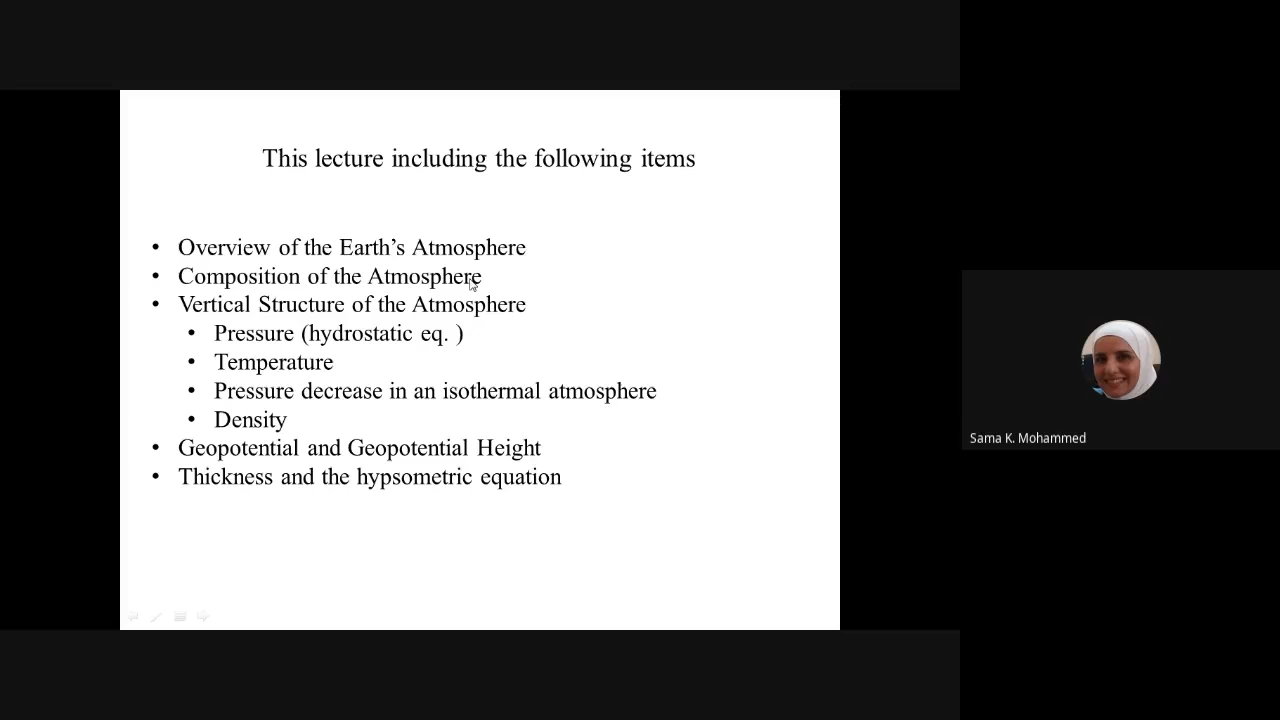 This lecture including the following items
• Overview of the Earth’s Atmosphere
• Composition of the Atmosphere
• Vertical Structure of the Atmosphere
• Pressure (hydrostatic eq. )
• Temperature
• Pressure decrease in an isothermal atmosphere
• Density
• Geopotential and Geopotential Height
• Thickness and the hypsometric equation
Sama K. Mohammed